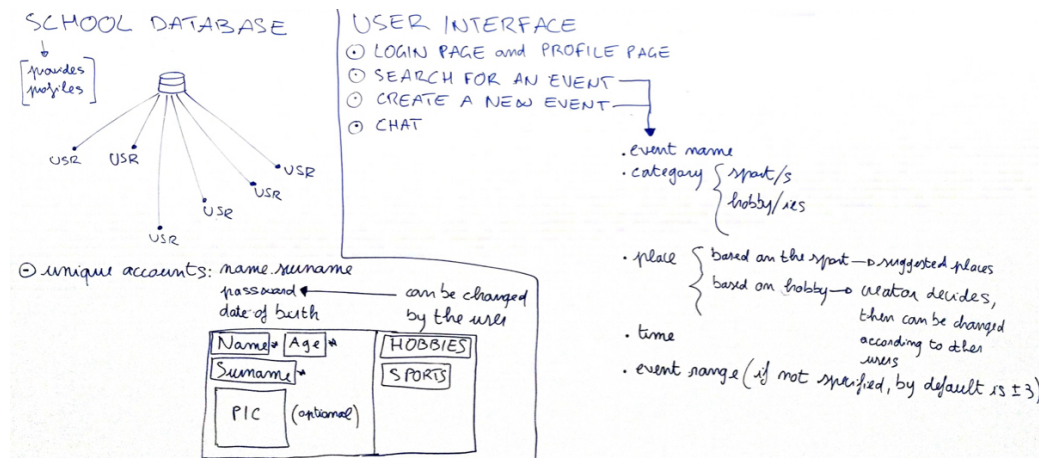 SCHOOL DATABASE
[provides
profiles]
USR
USR
USR
USR
USR
USR
⊙ unique accounts: name.surname
password
date of birth
can be changed
by the user
Name* Age*
Surname*
PIC (optional)
HOBBIES
SPORTS
USER INTERFACE
⊙ LOGIN PAGE and PROFILE PAGE
⊙ SEARCH FOR AN EVENT
⊙ CREATE A NEW EVENT
⊙ CHAT
. event name
. category { sport/s
hobby/ies
. place { based on the sport → suggested places
based on hobby → creator decides,
then can be changed
according to other
users
. time
. event range (if not specified, by default is ±3)